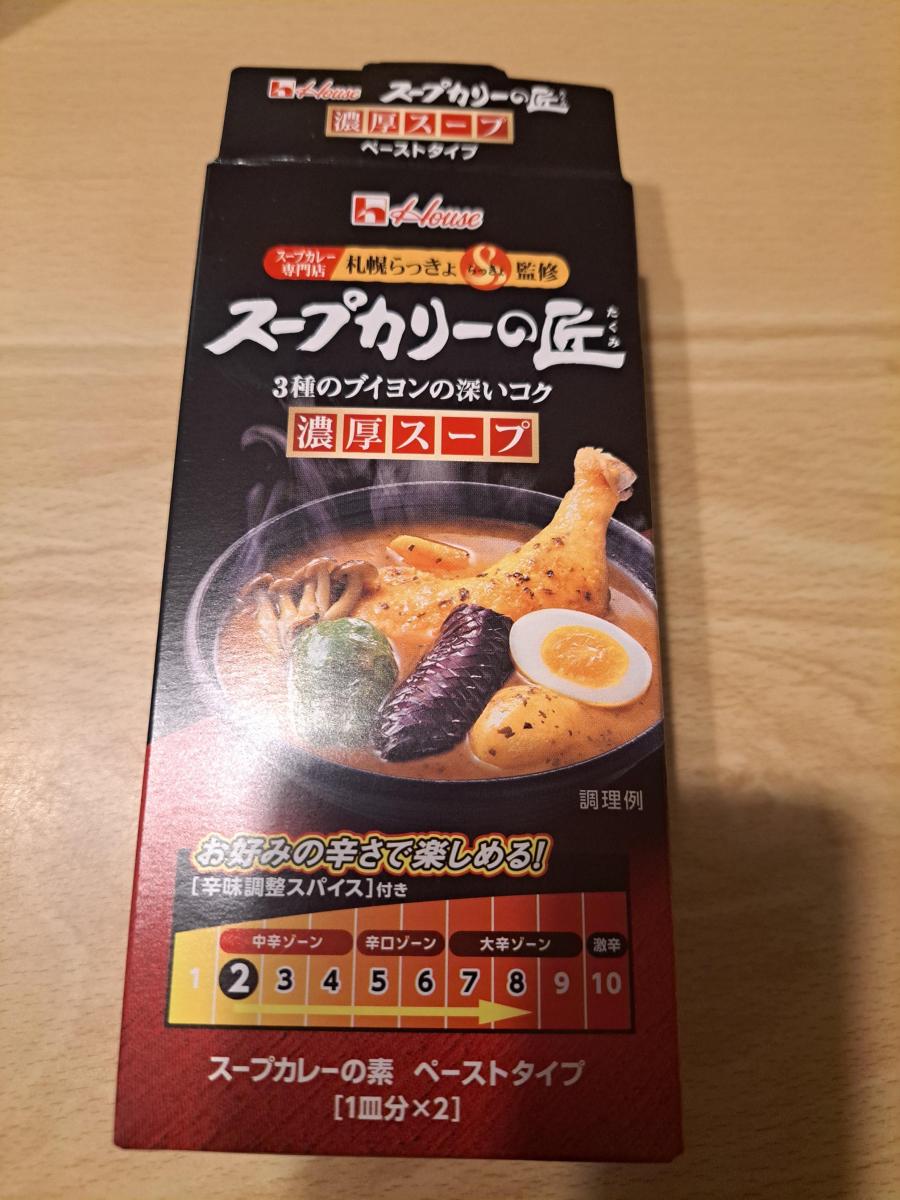 House スープカリーの匠 たくみ
濃厚スープ
ペーストタイプ
House
スープカレー専門店 札幌らっきょ らっきょ 監修
スープカリーの匠 たくみ
3種のブイヨンの深いコク
濃厚スープ
調理例
お好みの辛さで楽しめる!
[辛味調整スパイス]付き
中辛ゾーン 辛口ゾーン 大辛ゾーン 激辛
1 2 3 4 5 6 7 8 9 10
スープカレーの素 ペーストタイプ
[1皿分×2]